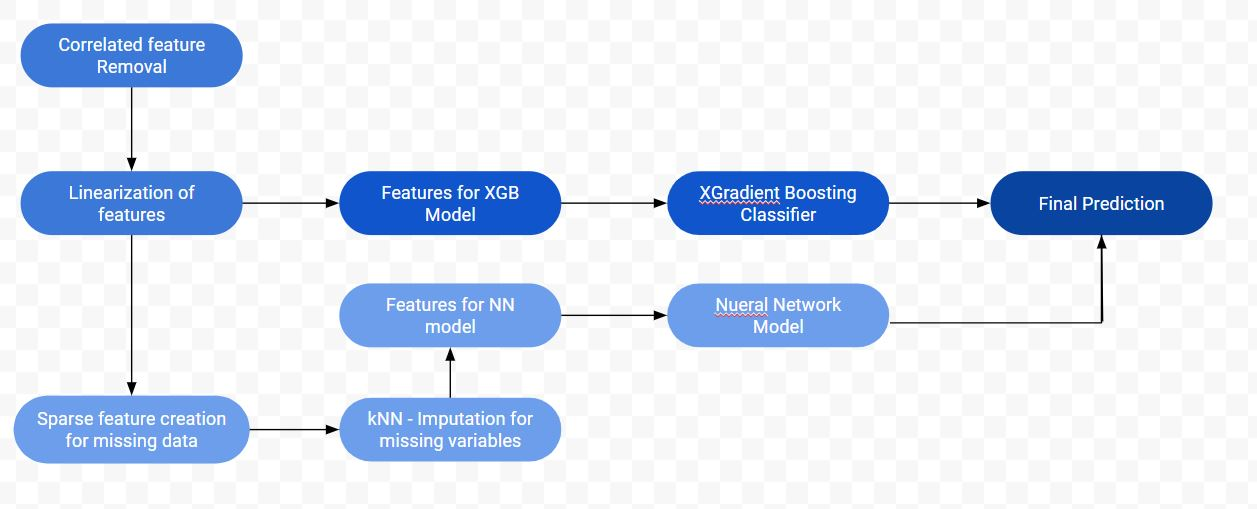 Correlated feature
Removal
Linearization of
features
Features for XGB
Model
XGradient Boosting
Classifier
Final Prediction
Features for NN
model
Nueral Network
Model
Sparse feature creation
for missing data
kNN - Imputation for
missing variables